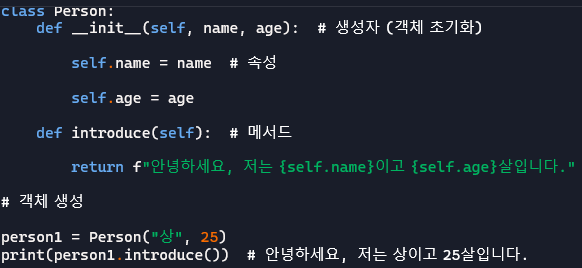 class Person:
    def __init__(self, name, age):  # 생성자 (객체 초기화)
        self.name = name  # 속성
        self.age = age
    def introduce(self):  # 메서드
        return f"안녕하세요, 저는 {self.name}이고 {self.age}살입니다."
# 객체 생성
person1 = Person("상", 25)
print(person1.introduce())  # 안녕하세요, 저는 상이고 25살입니다.